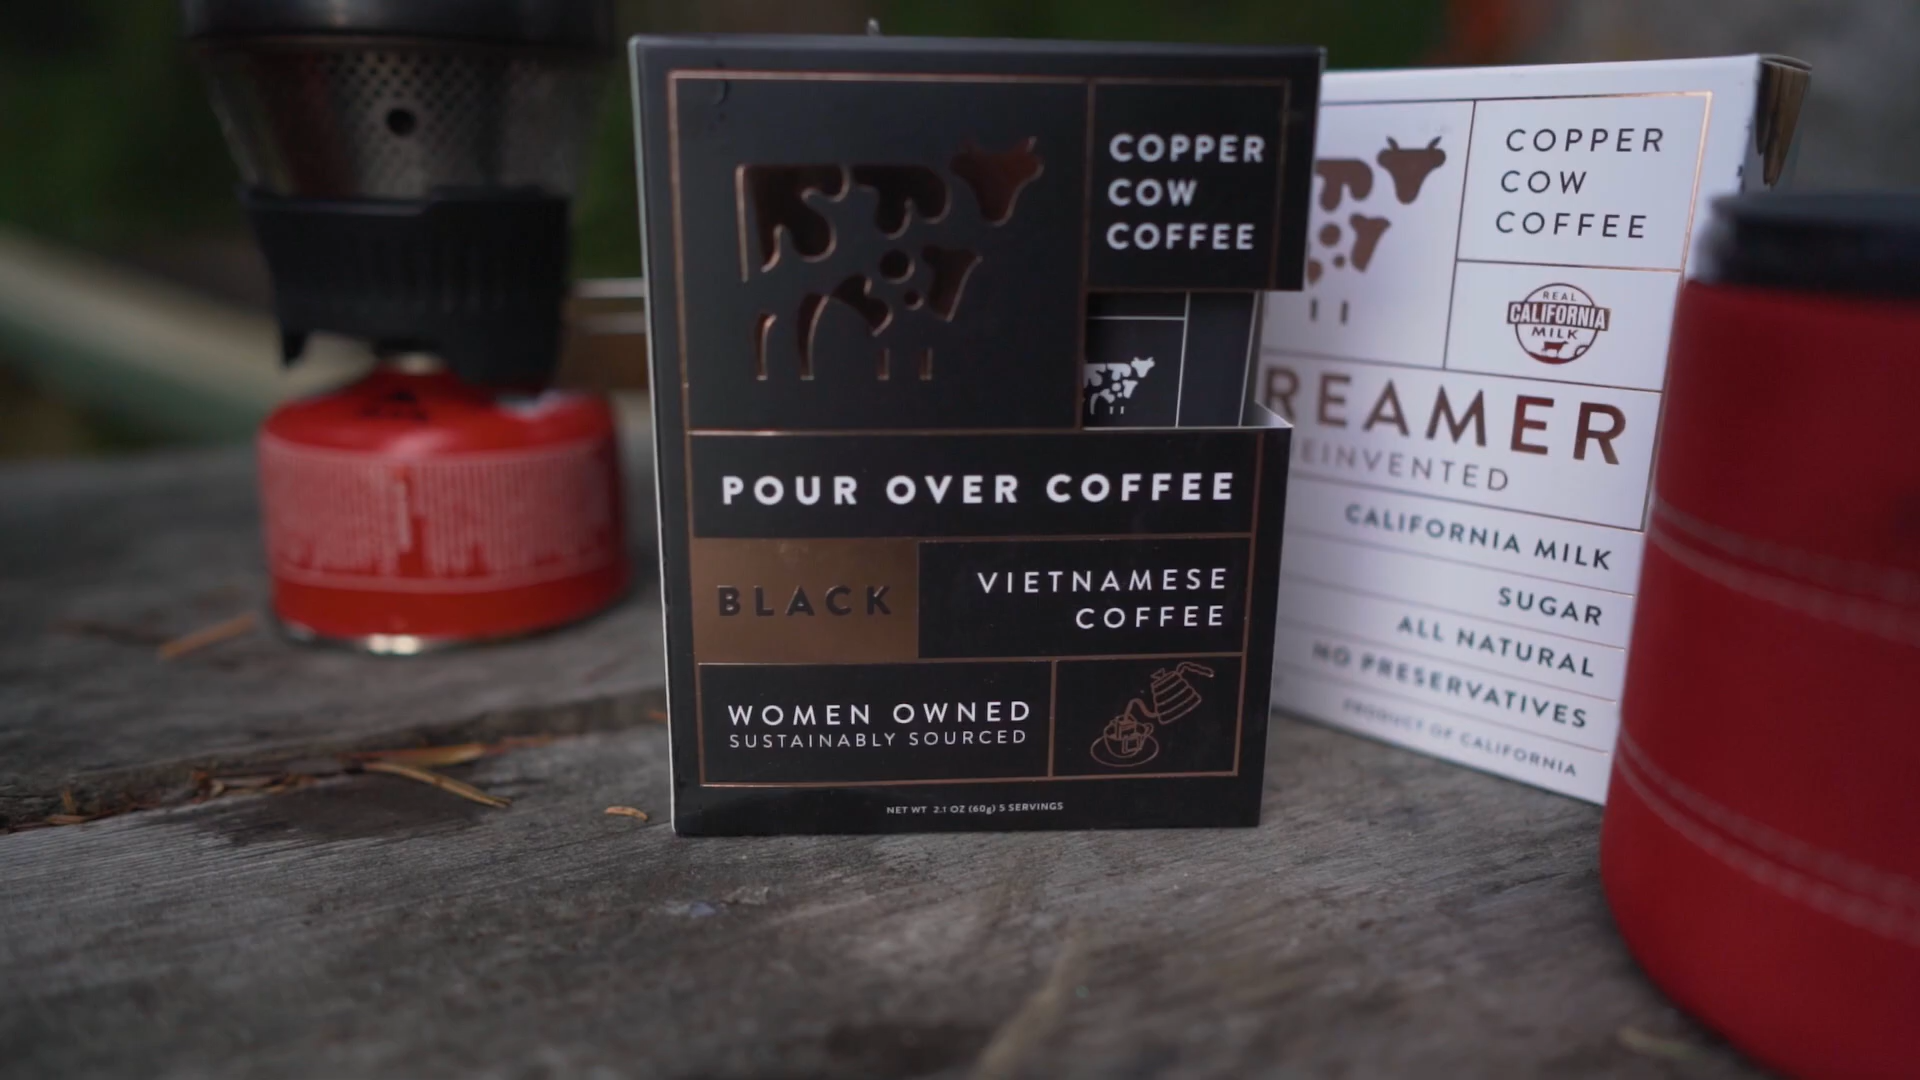 COPPER
COW
COFFEE
POUR OVER COFFEE
BLACK
VIETNAMESE
COFFEE
WOMEN OWNED
SUSTAINABLY SOURCED
NET WT 2.1 OZ (60g) 5 SERVINGS
COPPER
COW
COFFEE
REAL
CALIFORNIA
MILK
REAMER
EINVENTED
CALIFORNIA MILK
SUGAR
ALL NATURAL
NO PRESERVATIVES
PRODUCT OF CALIFORNIA